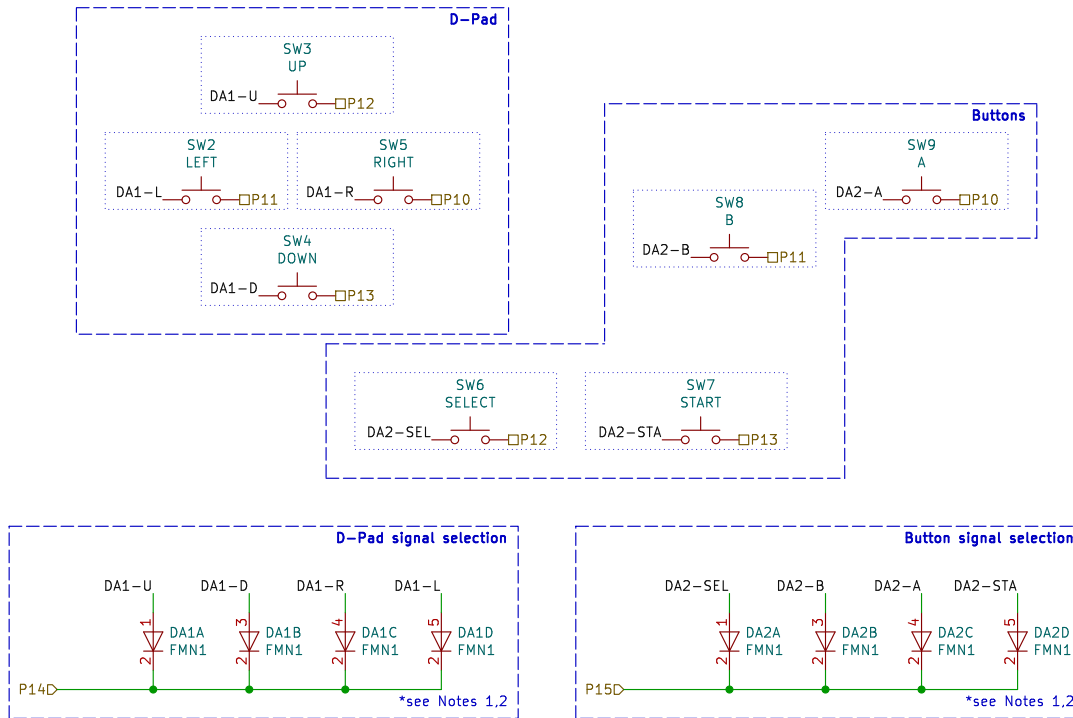 D-Pad
SW3
UP
DA1-U
P12
SW2
LEFT
DA1-L
P11
SW5
RIGHT
DA1-R
P10
SW4
DOWN
DA1-D
P13
Buttons
SW9
A
DA2-A
P10
SW8
B
DA2-B
P11
SW6
SELECT
DA2-SEL
P12
SW7
START
DA2-STA
P13
D-Pad signal selection
DA1-U
DA1-D
DA1-R
DA1-L
1
2
DA1A
FMN1
3
2
DA1B
FMN1
4
2
DA1C
FMN1
5
2
DA1D
FMN1
P14
*see Notes 1,2
Button signal selection
DA2-SEL
DA2-B
DA2-A
DA2-STA
1
2
DA2A
FMN1
3
2
DA2B
FMN1
4
2
DA2C
FMN1
5
2
DA2D
FMN1
P15
*see Notes 1,2